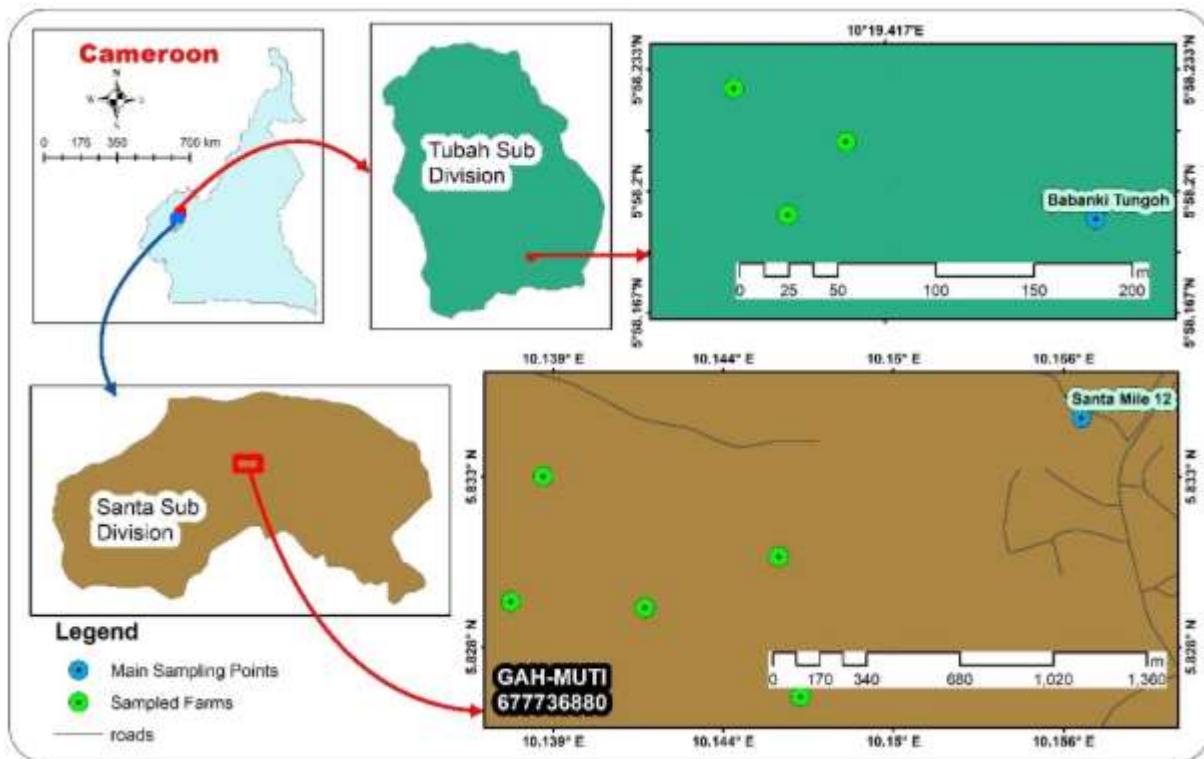 Cameroon
N
W
S
0 175 350 700 km
Tubah Sub
Division
10°19.417'E
5°58.233'N
5°58.233'N
5°58.2'N
5°58.2'N
5°58.167'N
5°58.167'N
Babanki Tungoh
m
0 25 50 100 150 200
10.139° E 10.144° E 10.15° E 10.156° E
Santa Mile 12
5.833° N
5.833° N
5.828° N
5.828° N
Santa Sub
Division
Legend
Main Sampling Points
Sampled Farms
roads
GAH-MUTI
677736880
m
0 170 340 680 1,020 1,360
10.139° E 10.144° E 10.15° E 10.156° E